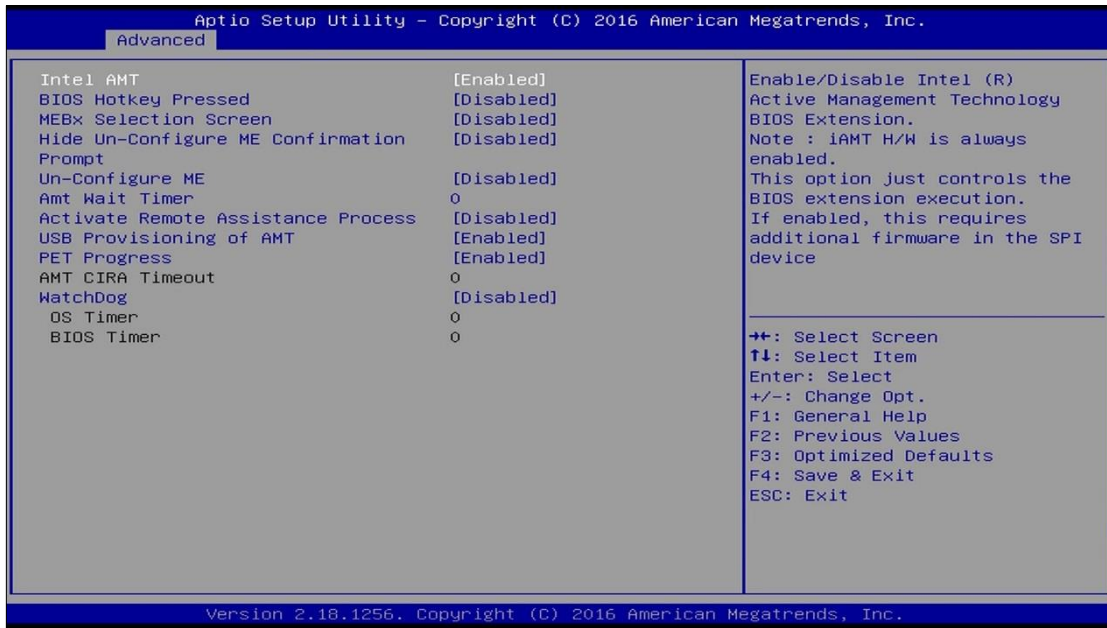 Aptio Setup Utility – Copyright (C) 2016 American Megatrends, Inc.
Advanced
Intel AMT [Enabled]
BIOS Hotkey Pressed [Disabled]
MEBx Selection Screen [Disabled]
Hide Un-Configure ME Confirmation [Disabled]
Prompt
Un-Configure ME [Disabled]
Amt Wait Timer 0
Activate Remote Assistance Process [Disabled]
USB Provisioning of AMT [Enabled]
PET Progress [Enabled]
AMT CIRA Timeout 0
WatchDog [Disabled]
OS Timer 0
BIOS Timer 0
Enable/Disable Intel (R)
Active Management Technology
BIOS Extension.
Note : iAMT H/W is always
enabled.
This option just controls the
BIOS extension execution.
If enabled, this requires
additional firmware in the SPI
device
→←: Select Screen
↑↓: Select Item
Enter: Select
+/-: Change Opt.
F1: General Help
F2: Previous Values
F3: Optimized Defaults
F4: Save & Exit
ESC: Exit
Version 2.18.1256. Copyright (C) 2016 American Megatrends, Inc.